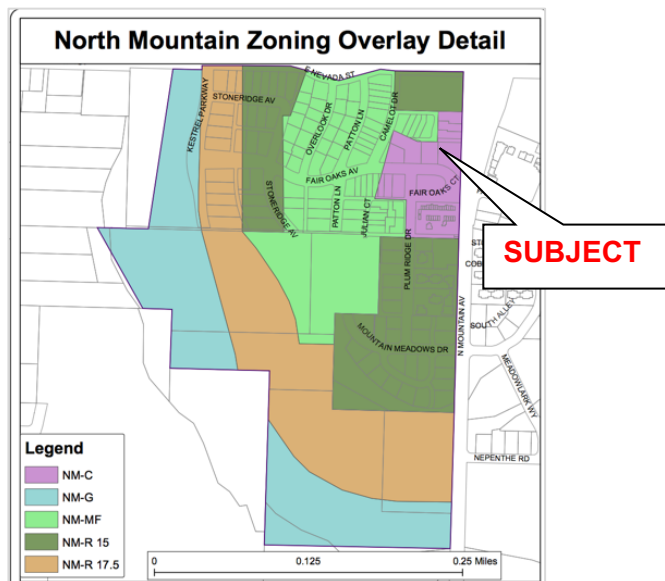 North Mountain Zoning Overlay Detail
E NEVADA ST
STONERIDGE AV
KESTREL PARKWAY
OVERLOOK DR
PATTON LN
CAMELOT DR
FAIR OAKS AV
FAIR OAKS CT
STONERIDGE AV
PATTON LN
JULIAN CT
SUBJECT
PLUM RIDGE DR
N MOUNTAIN AV
SOUTH ALLEY
MOUNTAIN MEADOWS DR
MEADOWLARK WY
NEPENTHE RD
Legend
NM-C
NM-G
NM-MF
NM-R 15
NM-R 17.5
0 0.125 0.25 Miles